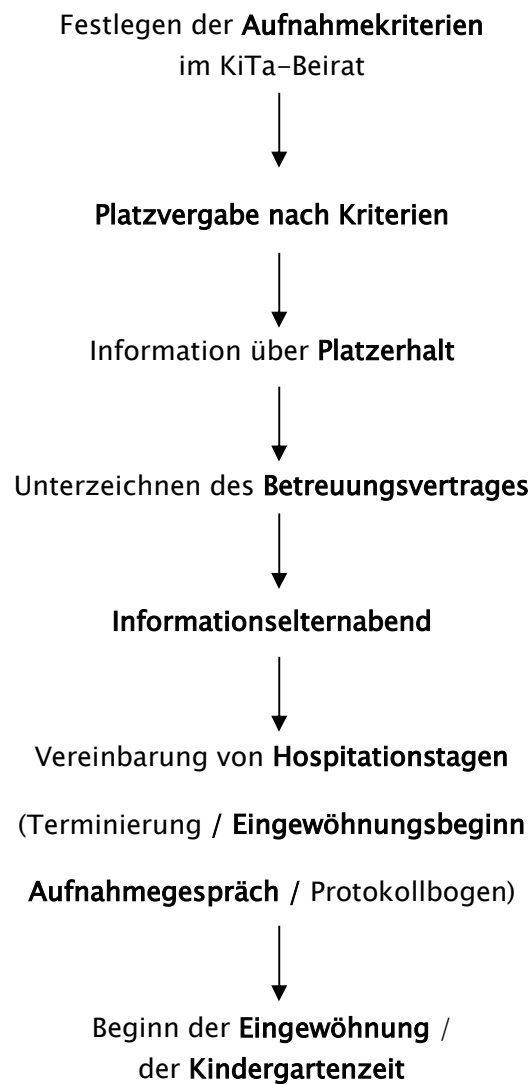 Festlegen der Aufnahmekriterien
im KiTa-Beirat
Platzvergabe nach Kriterien
Information über Platzerhalt
Unterzeichnen des Betreuungsvertrages
Informationselternabend
Vereinbarung von Hospitationstagen
(Terminierung / Eingewöhnungsbeginn
Aufnahmegespräch / Protokollbogen)
Beginn der Eingewöhnung /
der Kindergartenzeit